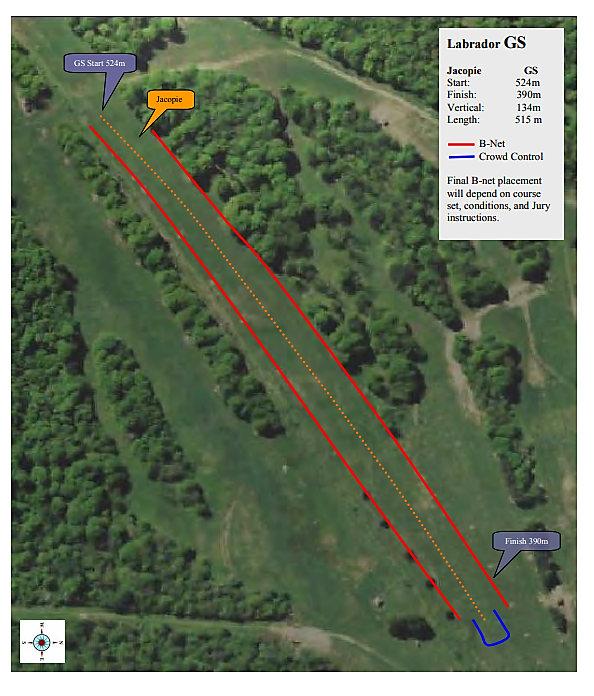 GS Start 524m
Jacopie
Labrador GS
Jacopie GS
Start: 524m
Finish: 390m
Vertical: 134m
Length: 515 m
B-Net
Crowd Control
Final B-net placement
will depend on course
set, conditions, and Jury
instructions.
Finish 390m
W
S N
E